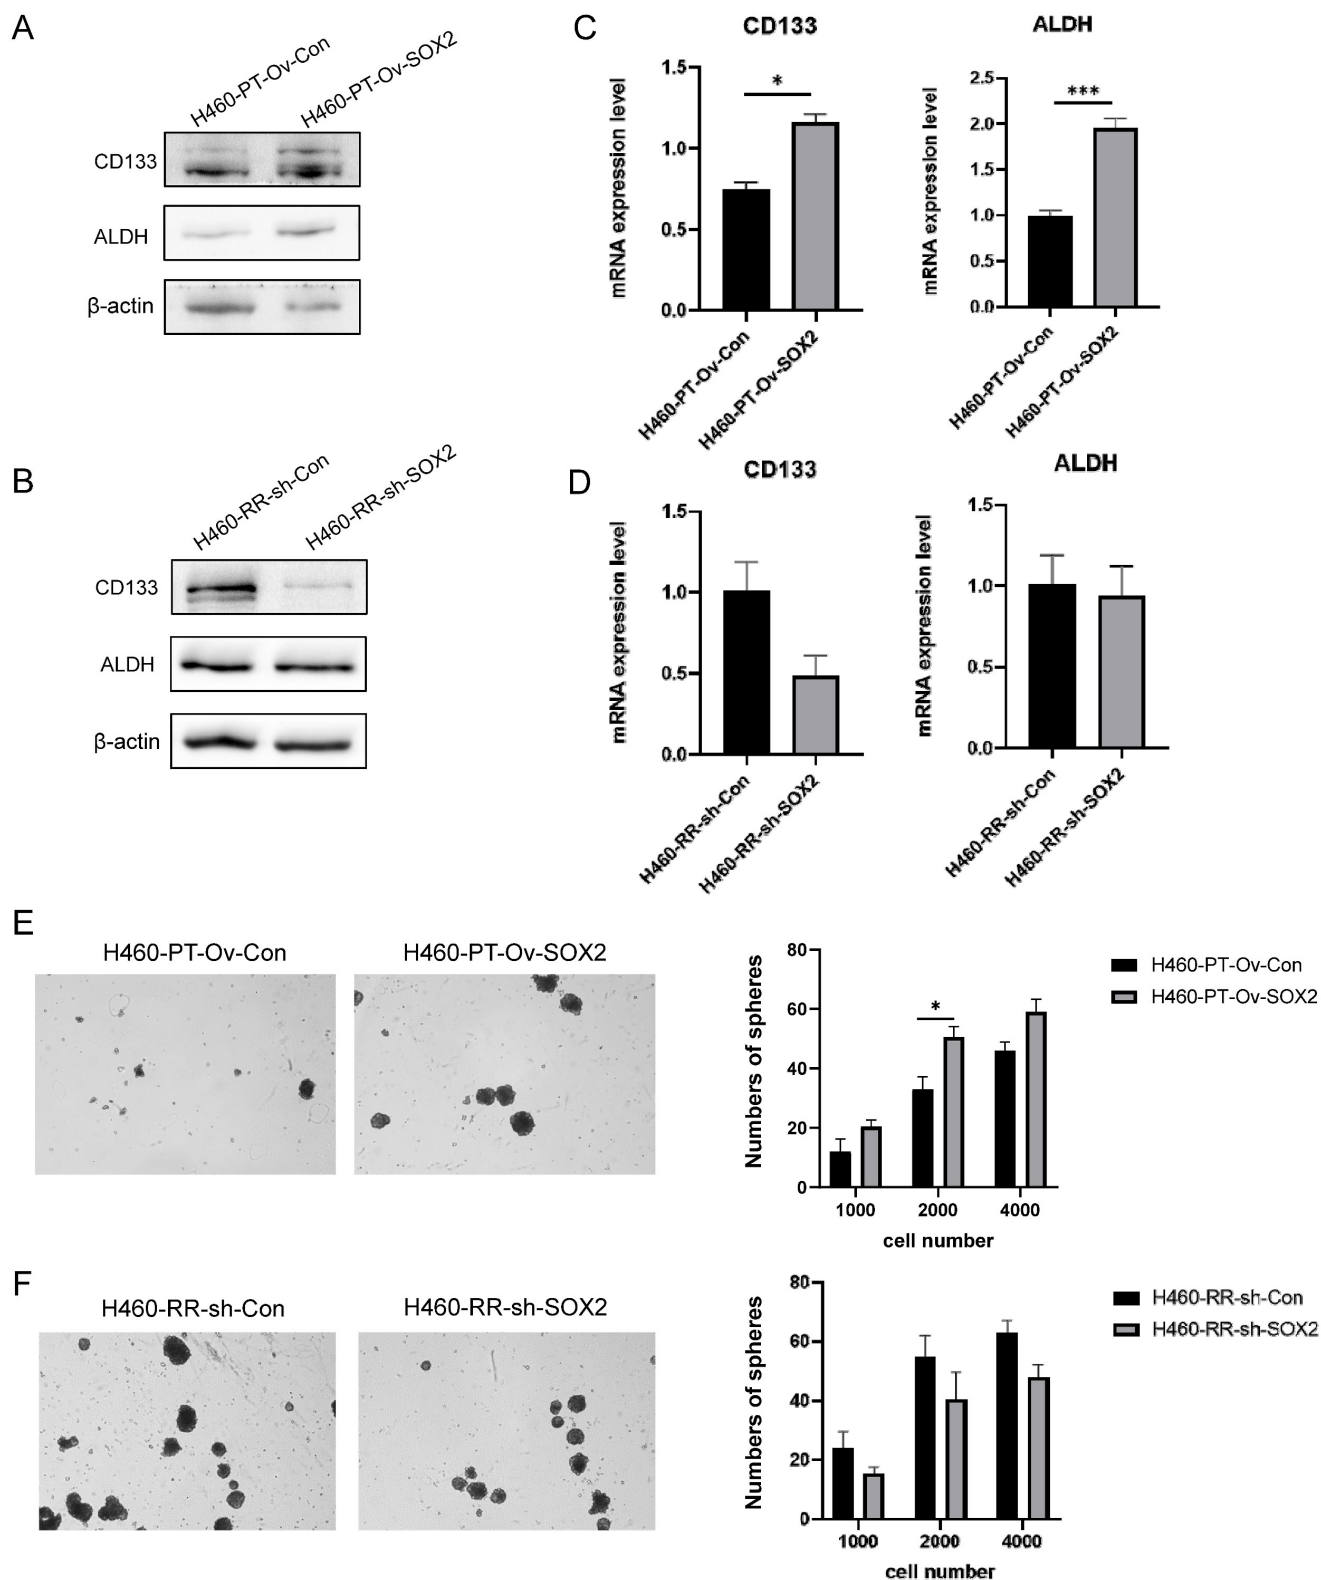 A
H460-PT-Ov-Con
H460-PT-Ov-SOX2
CD133
ALDH
β-actin
C
CD133
mRNA expression level
1.5
1.0
0.5
0.0
*
H460-PT-Ov-Con
H460-PT-Ov-SOX2
ALDH
mRNA expression level
2.5
2.0
1.5
1.0
0.5
0.0
***
H460-PT-Ov-Con
H460-PT-Ov-SOX2
B
H460-RR-sh-Con
H460-RR-sh-SOX2
CD133
ALDH
β-actin
D
CD133
mRNA expression level
1.5
1.0
0.5
0.0
H460-RR-sh-Con
H460-RR-sh-SOX2
ALDH
mRNA expression level
1.5
1.0
0.5
0.0
H460-RR-sh-Con
H460-RR-sh-SOX2
E
H460-PT-Ov-Con
H460-PT-Ov-SOX2
Numbers of spheres
80
60
40
20
0
*
1000 2000 4000
cell number
H460-PT-Ov-Con
H460-PT-Ov-SOX2
F
H460-RR-sh-Con
H460-RR-sh-SOX2
Numbers of spheres
80
60
40
20
0
1000 2000 4000
cell number
H460-RR-sh-Con
H460-RR-sh-SOX2